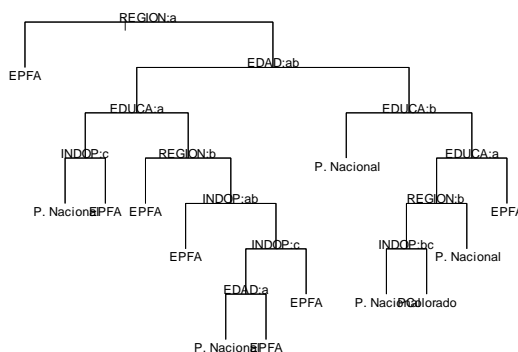 REGION:a
EPFA
EDAD:ab
EDUCA:a
EDUCA:b
INDOP:c
REGION:b
P. Nacional
EDUCA:a
P. Nacional
EPFA
EPFA
INDOP:ab
REGION:b
EPFA
EPFA
INDOP:c
INDOP:bc
P. Nacional
EDAD:a
EPFA
P. Nacional
P.Colorado
P. Nacional
EPFA